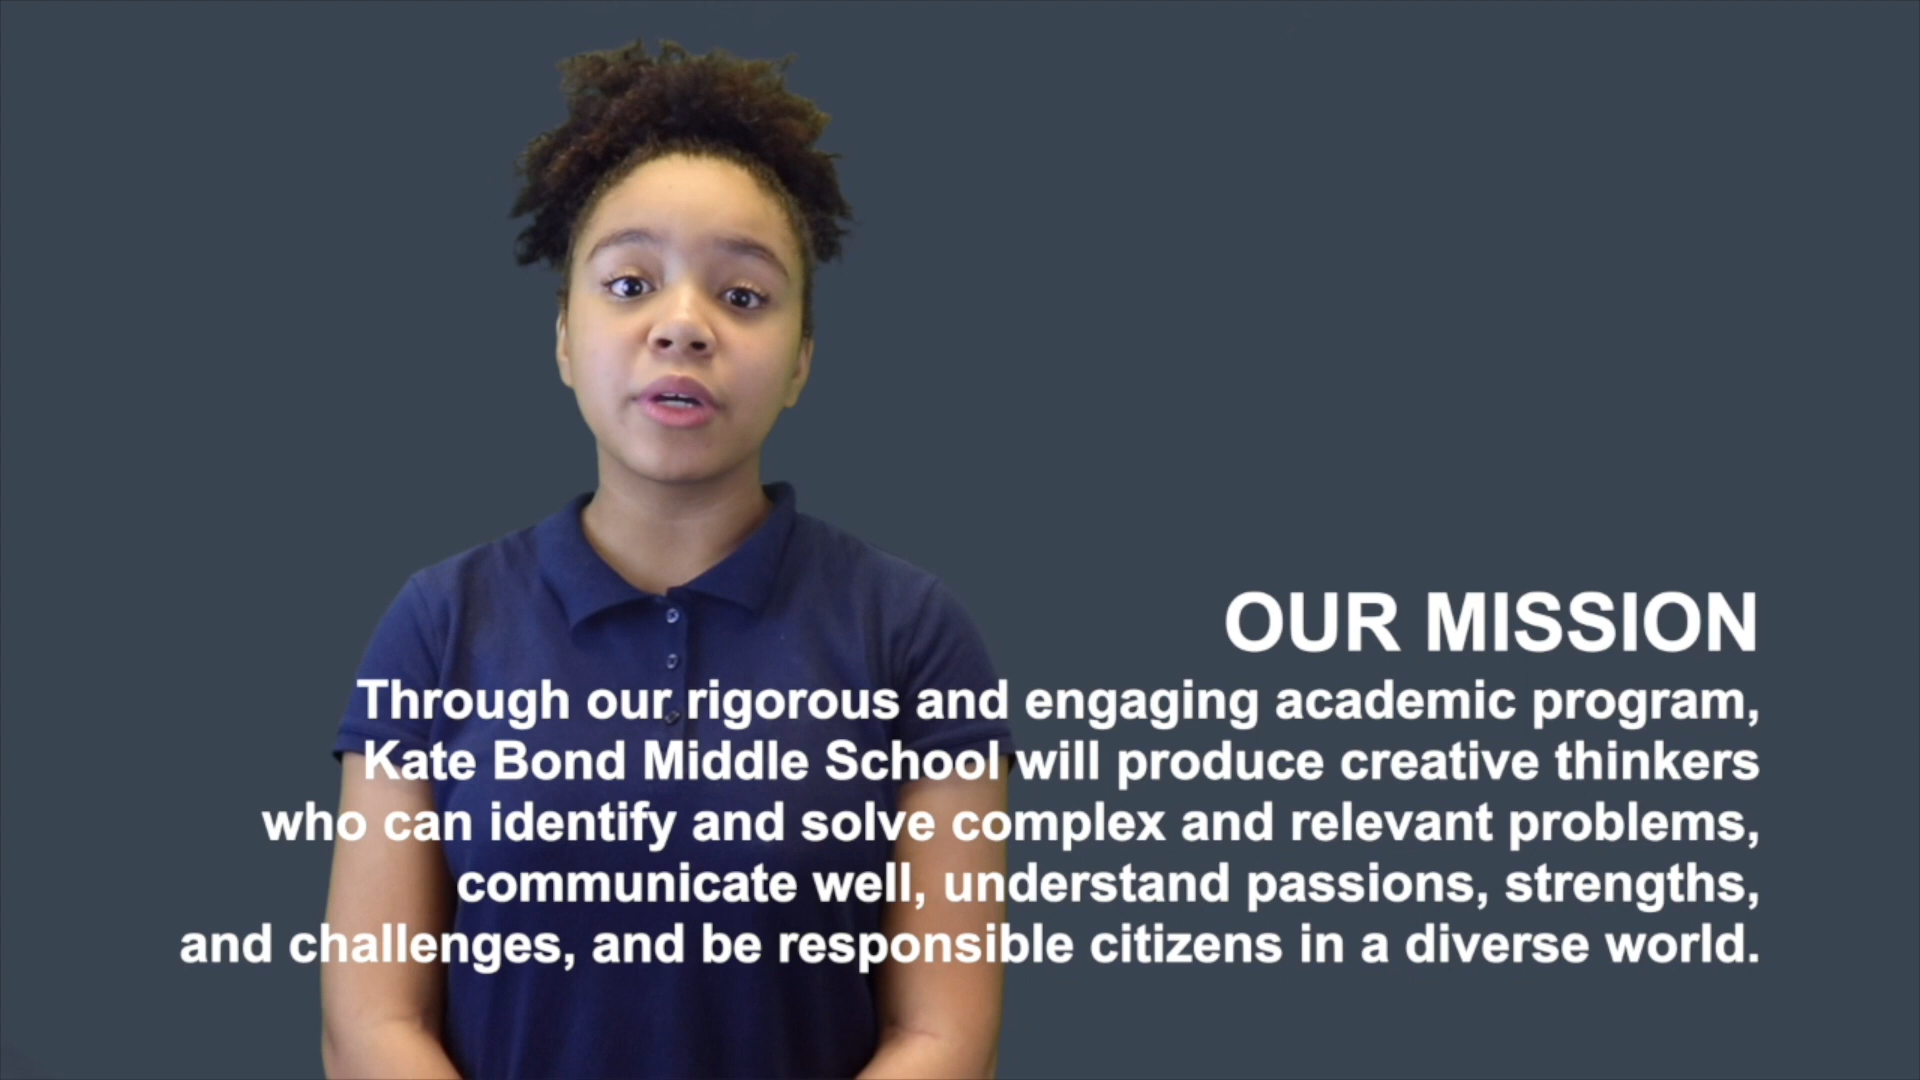 OUR MISSION
Through our rigorous and engaging academic program,
Kate Bond Middle School will produce creative thinkers
who can identify and solve complex and relevant problems,
communicate well, understand passions, strengths,
and challenges, and be responsible citizens in a diverse world.